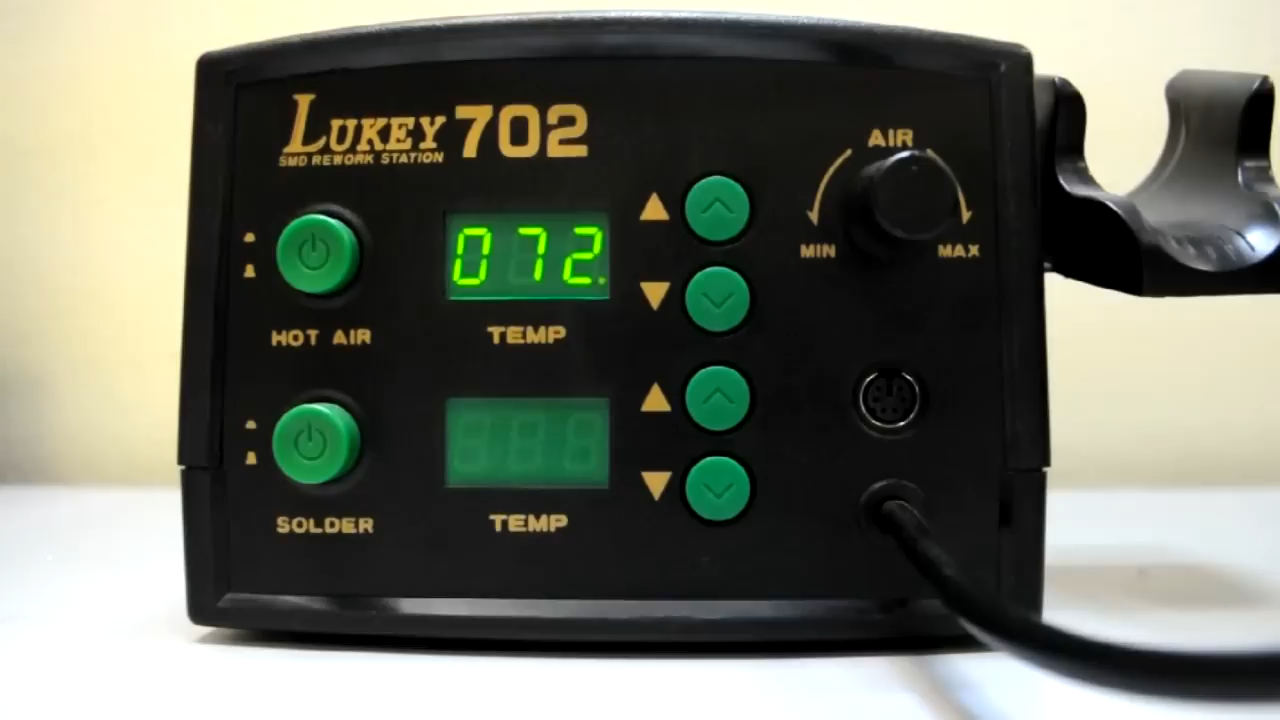 LUKEY 702
SMD REWORK STATION
AIR
MIN
MAX
072.
HOT AIR
TEMP
SOLDER
TEMP